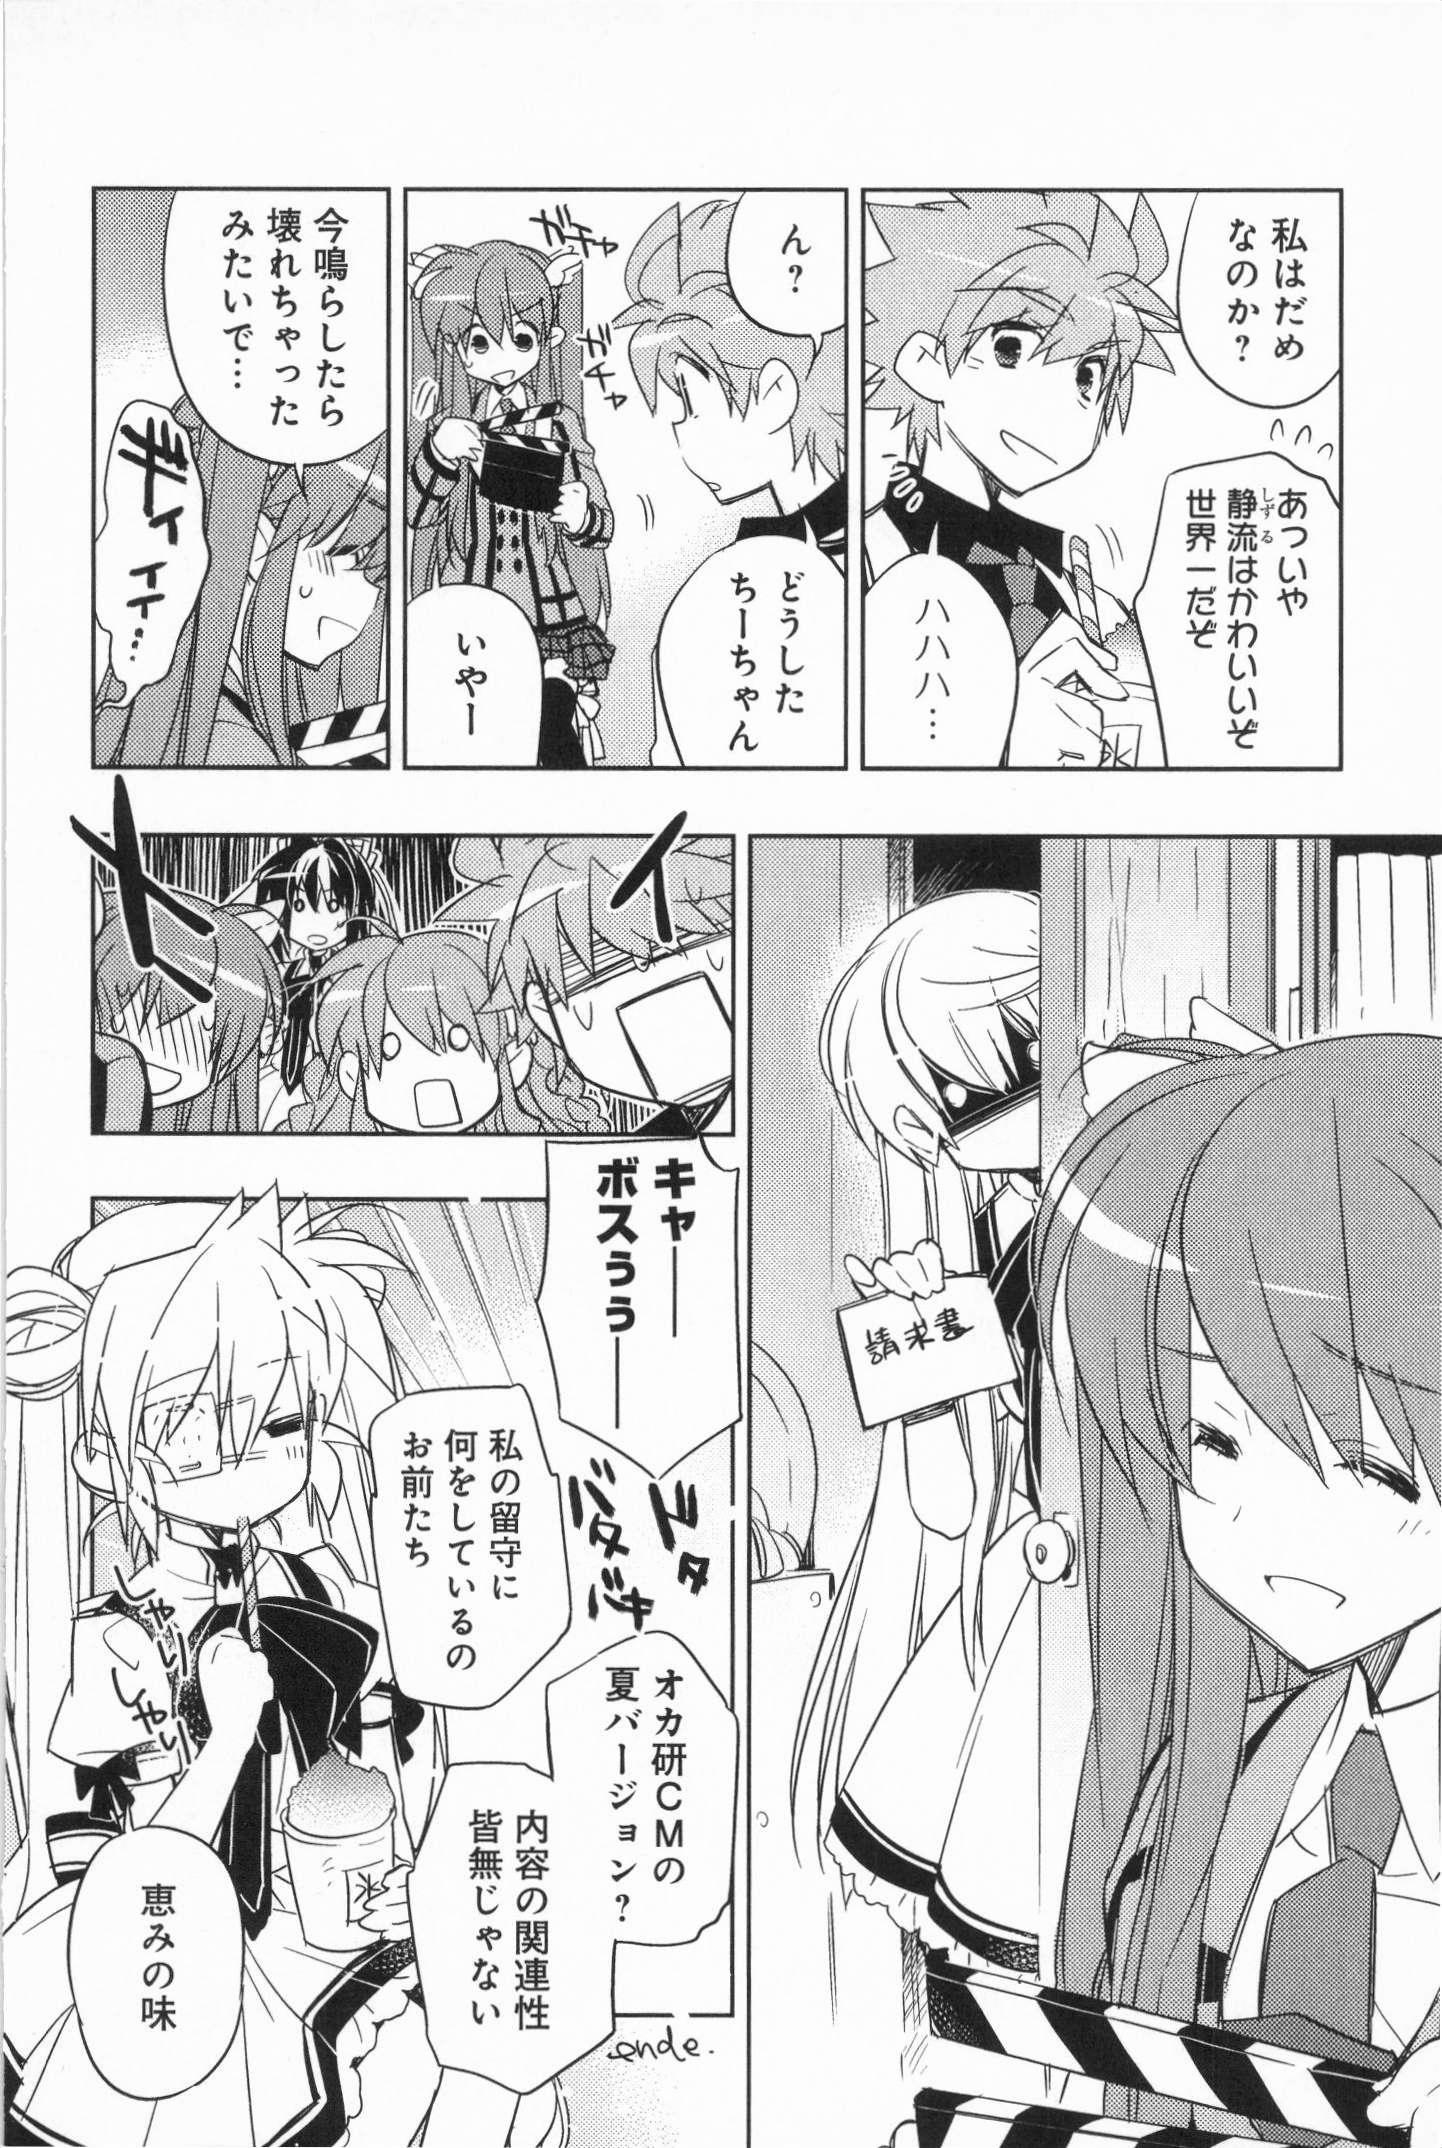 私はだめ
なのか？
あついや
静流はかわいいぞ
しずる
世界一だぞ
ハハハ…
ん？
ガチャ
ガチャ
どうした
ちーちゃん
いやー
今鳴らしたら
壊れちゃった
みたいで…
ギィィ
ィィ…
請求書
キャー
ボスぅぅー
ドタ
バタ
バキ
オカ研CMの
夏バージョン？
内容の関連性
皆無じゃない
私の留守に
何をしているの
お前たち
しゃり
しゃり
氷
恵みの味
ende.